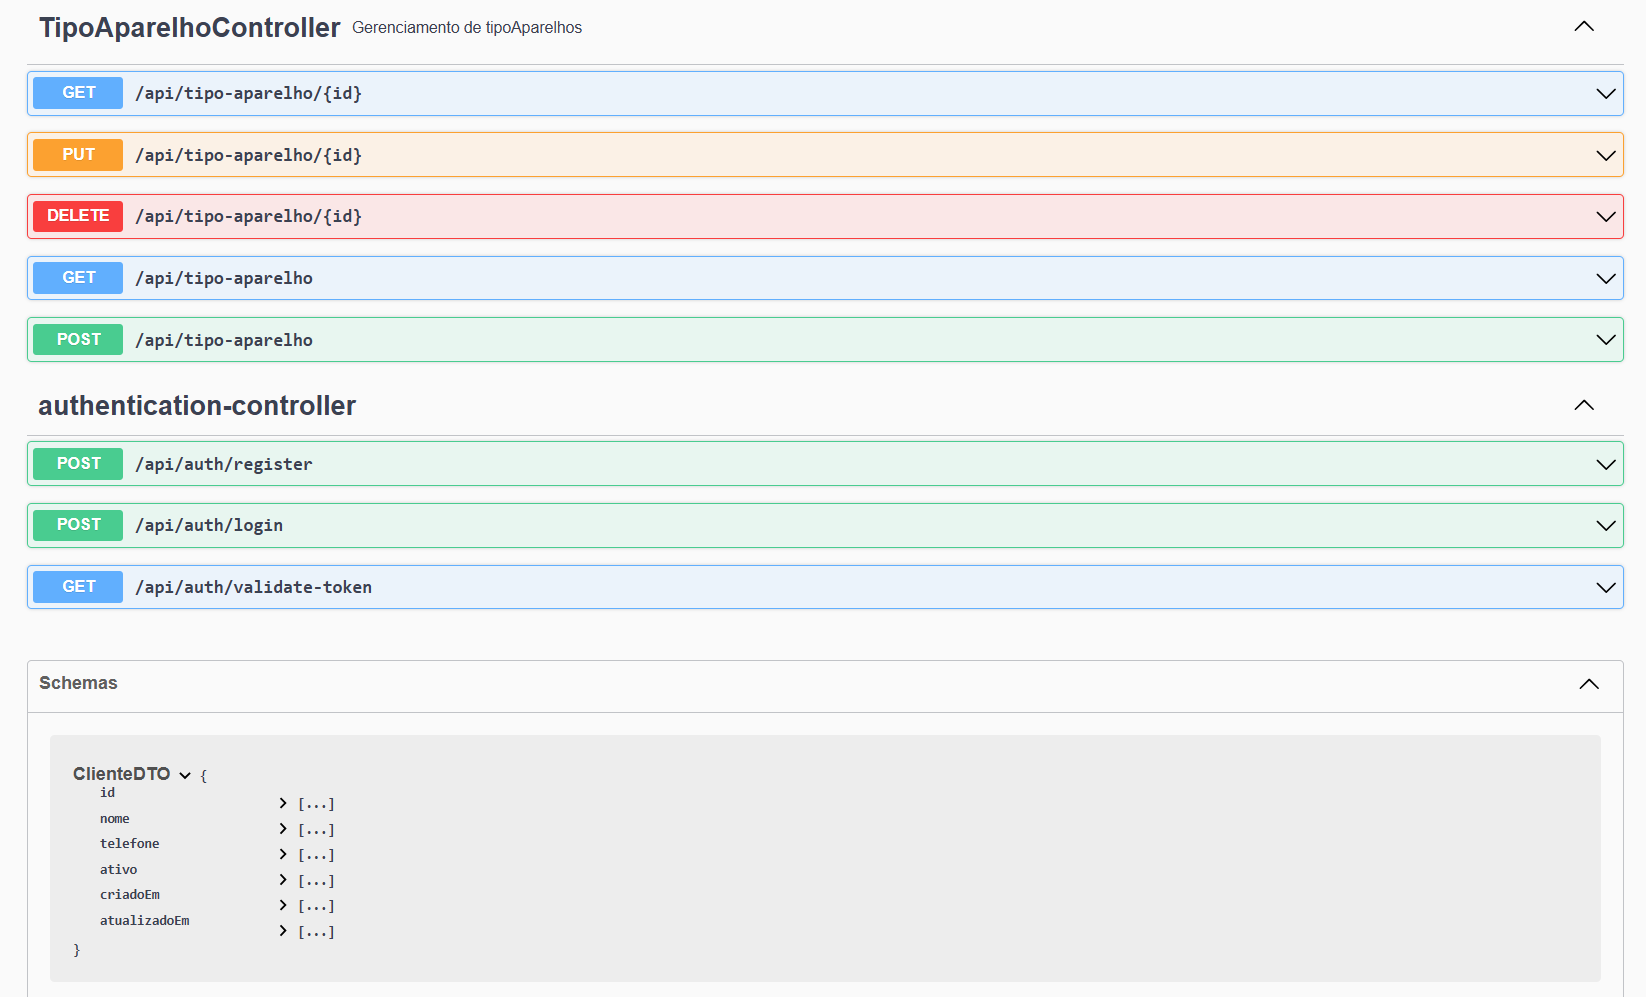 TipoAparelhoController Gerenciamento de tipoAparelhos
GET /api/tipo-aparelho/{id}
PUT /api/tipo-aparelho/{id}
DELETE /api/tipo-aparelho/{id}
GET /api/tipo-aparelho
POST /api/tipo-aparelho
authentication-controller
POST /api/auth/register
POST /api/auth/login
GET /api/auth/validate-token
Schemas
ClienteDTO {
id [...]
nome [...]
telefone [...]
ativo [...]
criadoEm [...]
atualizadoEm [...]
}